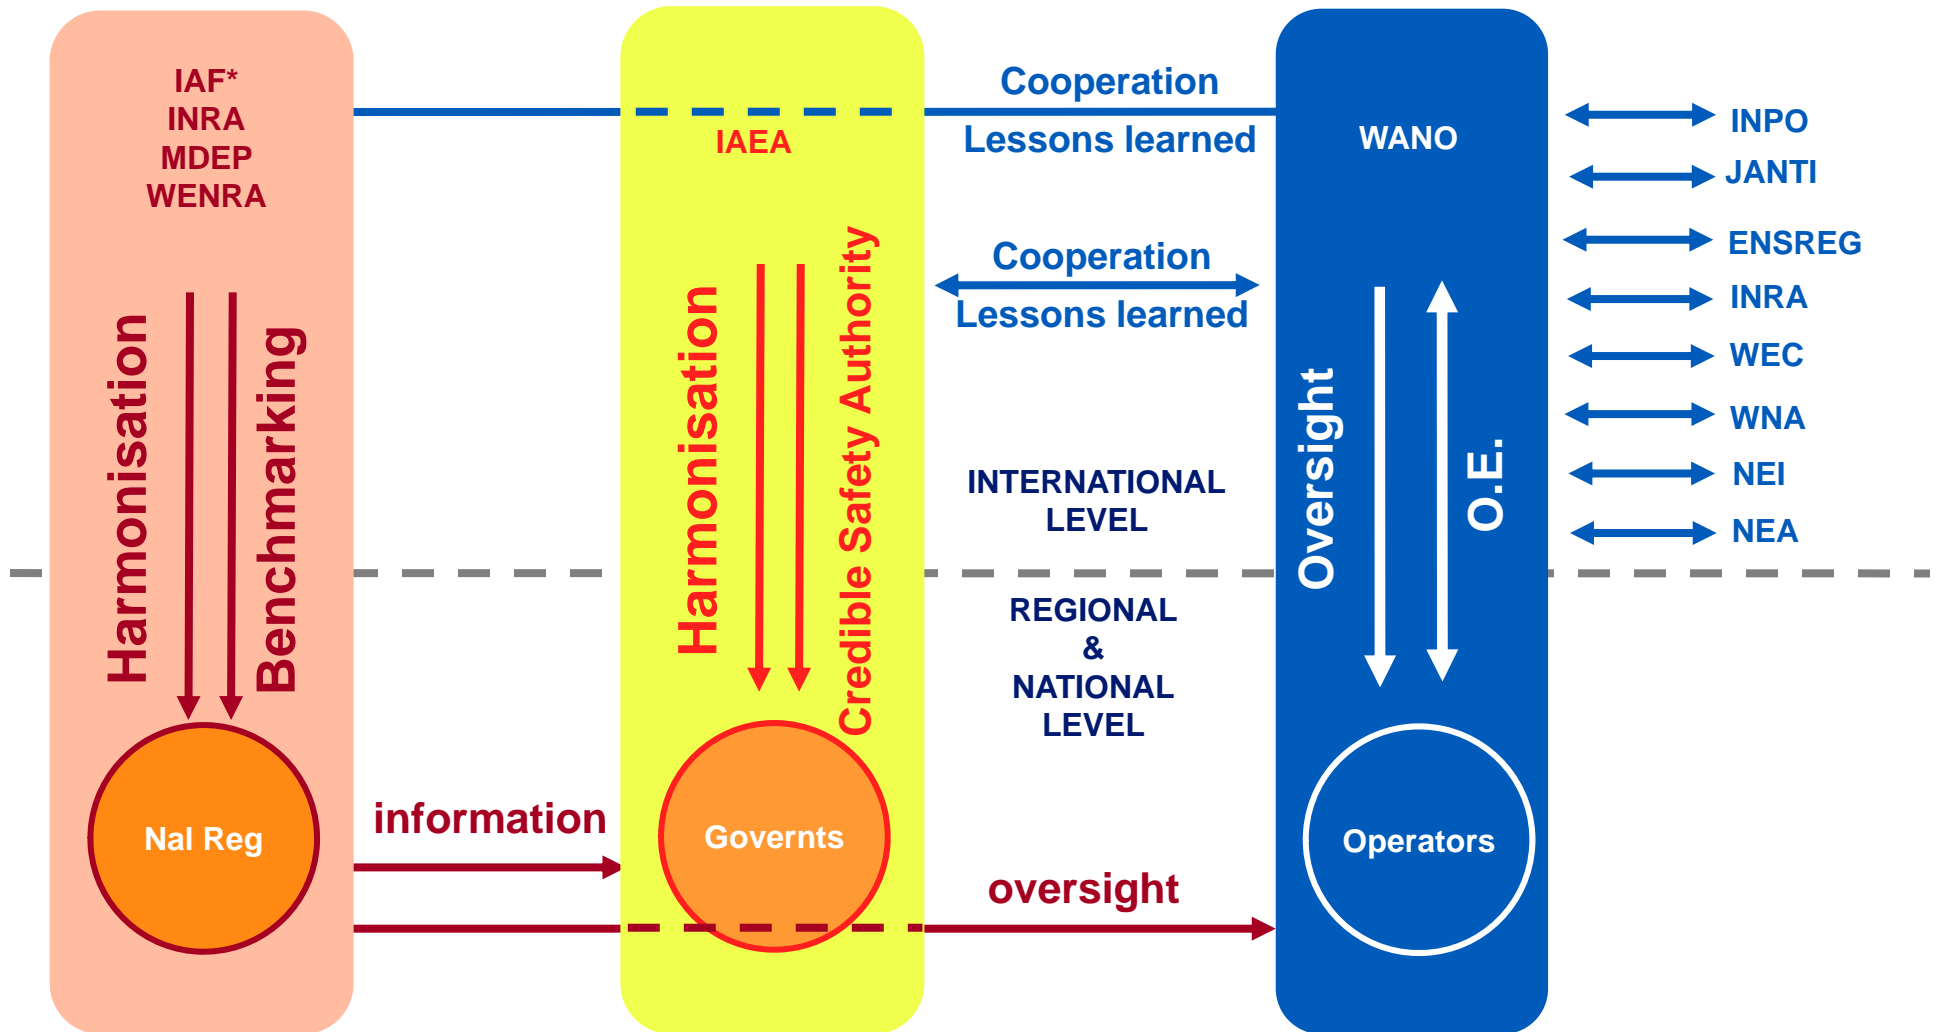 IAF*
INRA
MDEP
WENRA
Harmonisation
Benchmarking
Nal Reg
information
IAEA
Harmonisation
Credible Safety Authority
Governts
Cooperation
Lessons learned
Cooperation
Lessons learned
INTERNATIONAL
LEVEL
REGIONAL
&
NATIONAL
LEVEL
oversight
WANO
Oversight
O.E.
Operators
INPO
JANTI
ENSREG
INRA
WEC
WNA
NEI
NEA